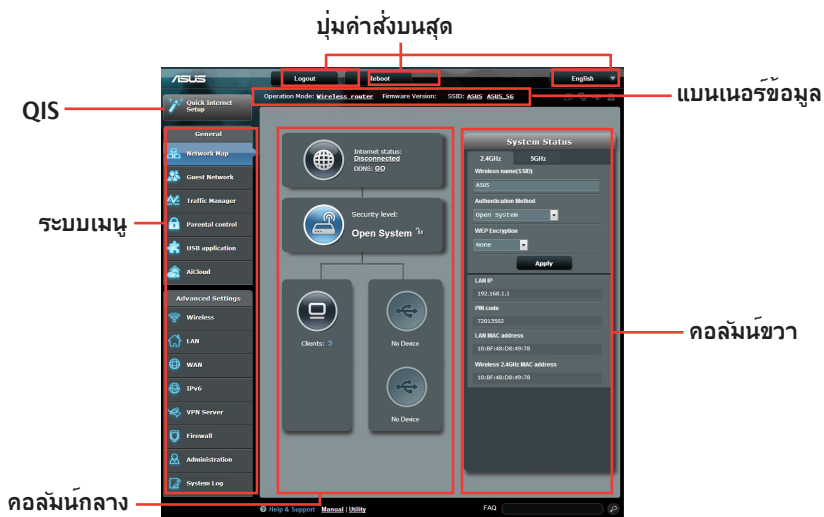 ปุ่มคำสั่งบนสุด
ASUS
Logout
Reboot
English
QIS
Quick Internet
Setup
Operation Mode: Wireless router Firmware Version: SSID: ASUS ASUS_5G
แบนเนอร์ข้อมูล
ระบบเมนู
General
Network Map
Guest Network
Traffic Manager
Parental control
USB application
AiCloud
Advanced Settings
Wireless
LAN
WAN
IPv6
VPN Server
Firewall
Administration
System Log
Internet status:
Disconnected
DDNS: GO
Security level:
Open System
Clients: 3
No Device
No Device
System Status
2.4GHz 5GHz
Wireless name(SSID)
ASUS
Authentication Method
Open System
WEP Encryption
None
Apply
LAN IP
192.168.1.1
PIN code
72013502
LAN MAC address
10:BF:48:D8:49:78
Wireless 2.4GHz MAC address
10:BF:48:D8:49:78
คอลัมน์ขวา
คอลัมน์กลาง
Help & Support Manual | Utility
FAQ